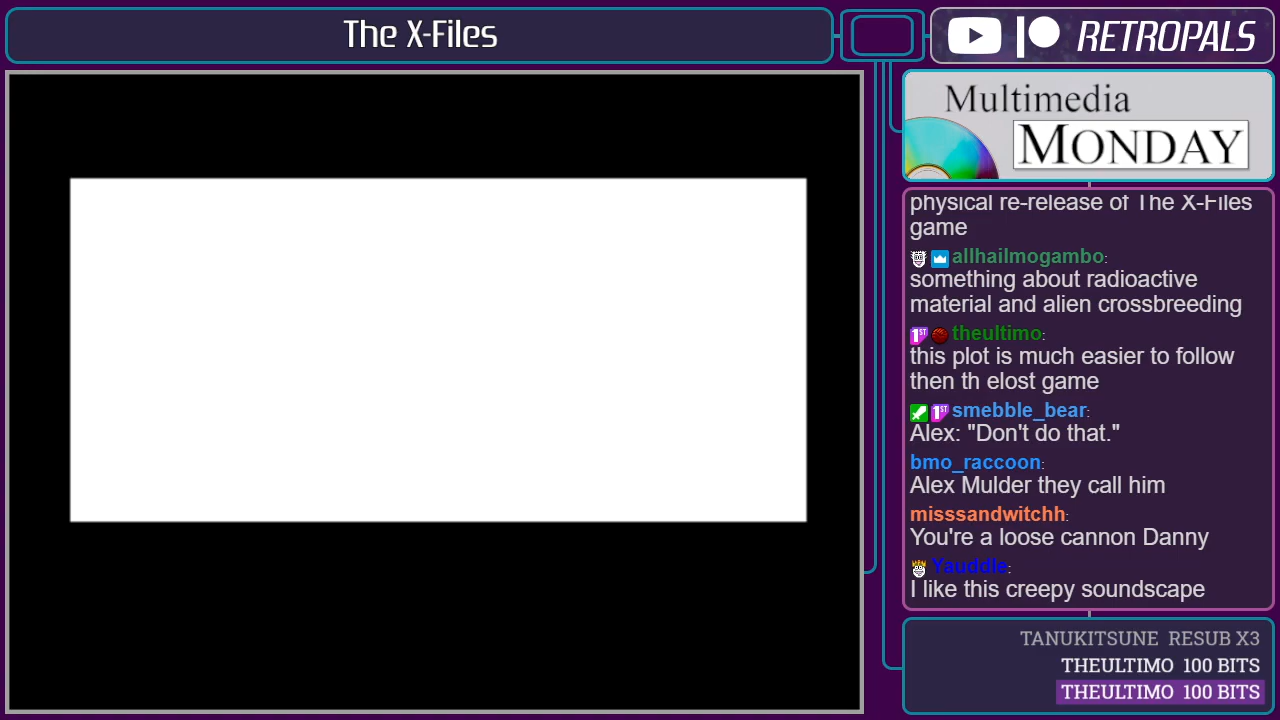 The X-Files
RETROPALS
Multimedia
MONDAY
physical re-release of The X-Files
game
allhailmogambo:
something about radioactive
material and alien crossbreeding
1ST theultimo:
this plot is much easier to follow
then th elost game
1ST smebble_bear:
Alex: "Don't do that."
bmo_raccoon:
Alex Mulder they call him
misssandwitchh:
You're a loose cannon Danny
Yauddle:
I like this creepy soundscape
TANUKITSUNE RESUB X3
THEULTIMO 100 BITS
THEULTIMO 100 BITS